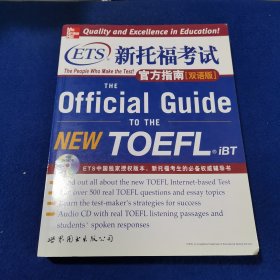 Quality and Excellence in Education!
ETS
新托福考试
The People Who Make the Test!
官方指南[双语版]
THE
Official Guide
TO THE
NEW TOEFL® iBT
ETS中国独家授权版本，新托福考生的必备权威辅导书
out all about the new TOEFL Internet-based Test
over 500 real TOEFL questions and essay topics
Learn the test-maker's strategies for success
Audio CD with real TOEFL listening passages and
students' spoken responses
世界图书出版公司